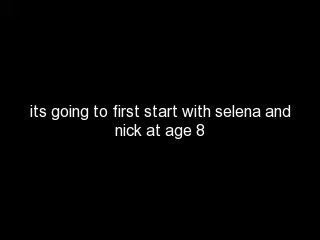 its going to first start with selena and
nick at age 8